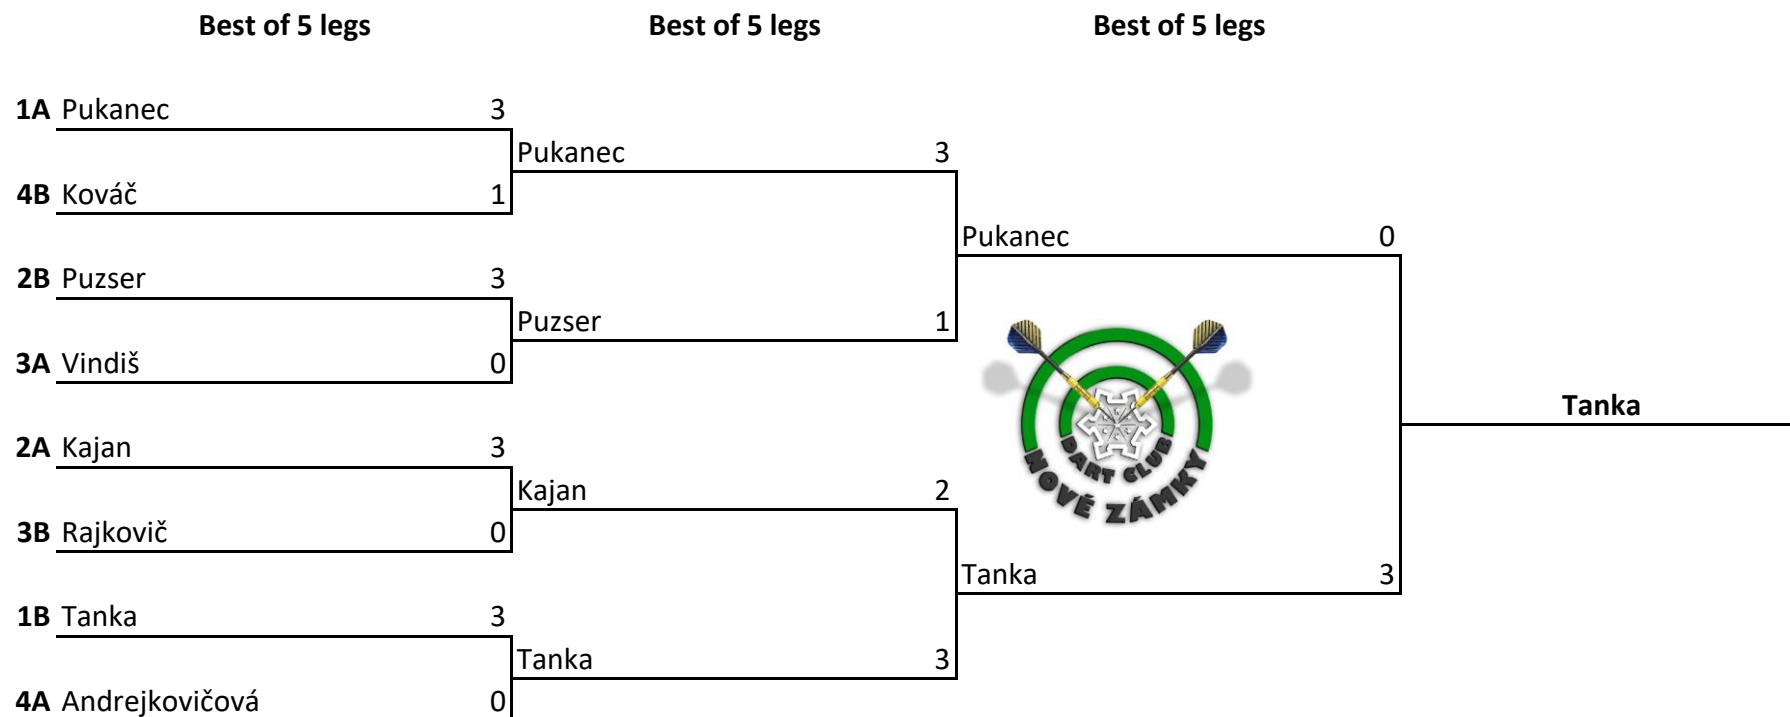 Best of 5 legs Best of 5 legs Best of 5 legs
1A Pukanec 3
Pukanec 3
4B Kováč 1
Pukanec 0
2B Puzser 3
Puzser 1
3A Vindiš 0
Tanka
2A Kajan 3
DART CLUB
NOVÉ ZÁMKY
Kajan 2
3B Rajkovič 0
Tanka 3
1B Tanka 3
Tanka 3
4A Andrejkovičová 0